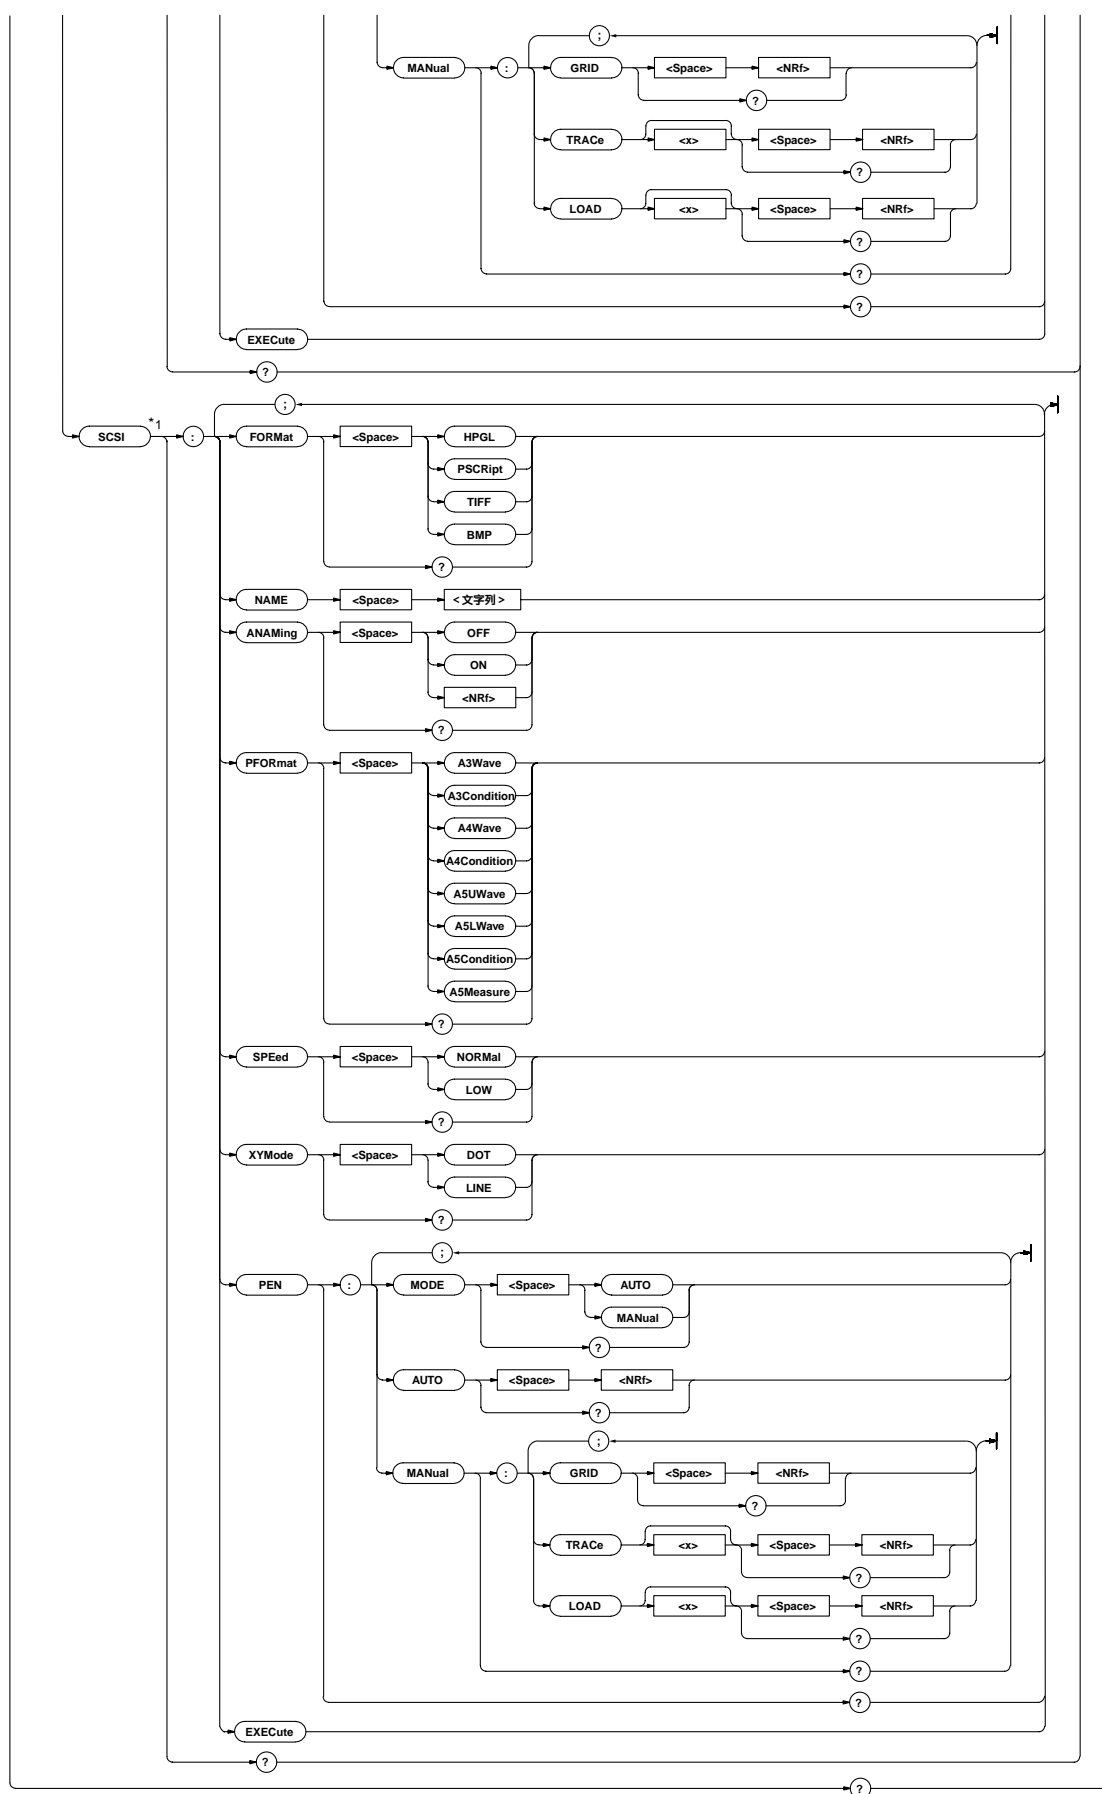 ;
MANual : GRID <Space> <NRf>
?
TRACe <x> <Space> <NRf>
?
LOAD <x> <Space> <NRf>
?
?
?
EXECute
?
;
SCSI *1 : FORMat <Space> HPGL
PSCRipt
TIFF
BMP
?
NAME <Space> <文字列>
ANAMing <Space> OFF
ON
<NRf>
?
PFORmat <Space> A3Wave
A3Condition
A4Wave
A4Condition
A5UWave
A5LWave
A5Condition
A5Measure
?
SPEed <Space> NORMal
LOW
?
XYMode <Space> DOT
LINE
?
;
PEN : MODE <Space> AUTO
MANual
?
AUTO <Space> <NRf>
?
;
MANual : GRID <Space> <NRf>
?
TRACe <x> <Space> <NRf>
?
LOAD <x> <Space> <NRf>
?
?
?
EXECute
?
?